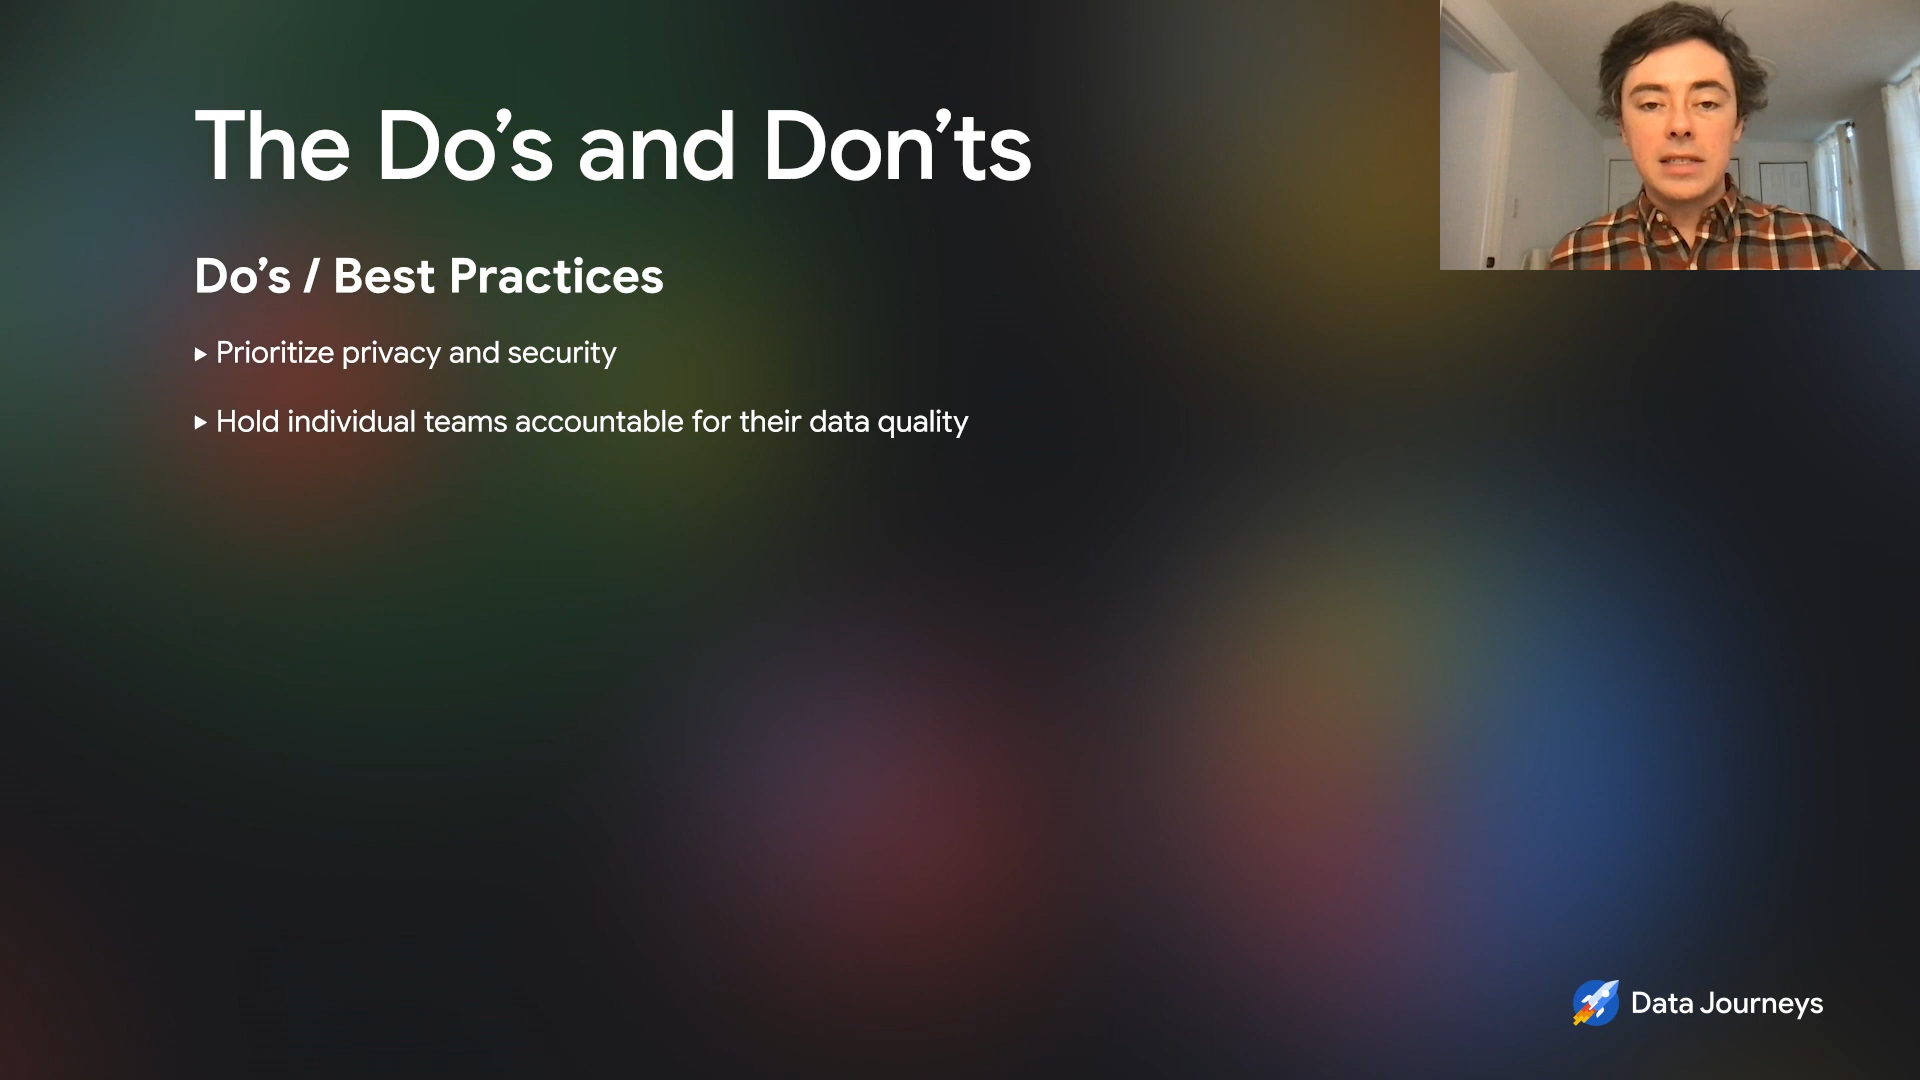 The Do’s and Don’ts
Do’s / Best Practices
▸ Prioritize privacy and security
▸ Hold individual teams accountable for their data quality
Data Journeys